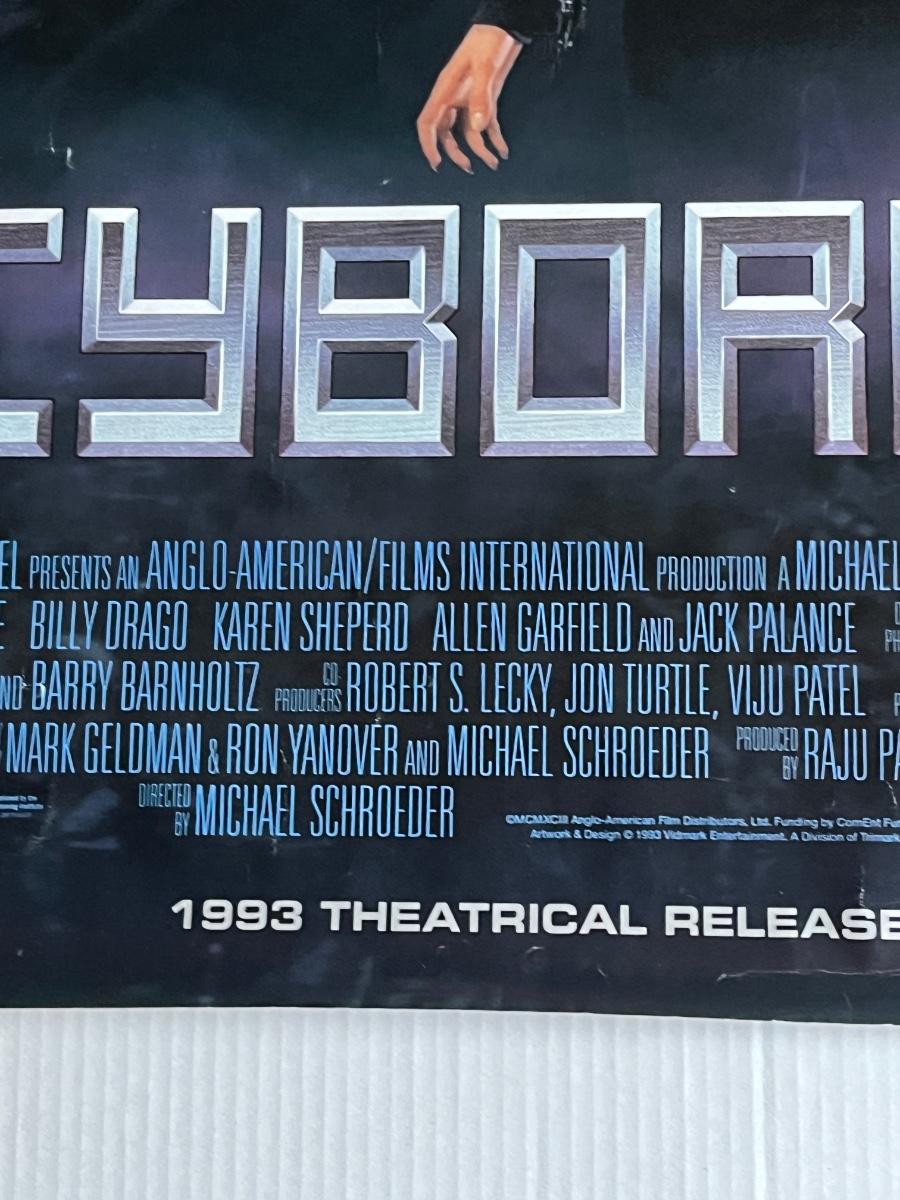 CYBOR
EL PRESENTS AN ANGLO-AMERICAN/FILMS INTERNATIONAL PRODUCTION A MICHAEL
E BILLY DRAGO KAREN SHEPERD ALLEN GARFIELD AND JACK PALANCE
ND BARRY BARNHOLTZ CO-PRODUCERS ROBERT S. LECKY, JON TURTLE, VIJU PATEL
MARK GELDMAN & RON YANOVER AND MICHAEL SCHROEDER PRODUCED BY RAJU PA
DIRECTED BY MICHAEL SCHROEDER
©MCMXCIII Anglo-American Film Distributors, Ltd. Funding by ComEnt Fu
Artwork & Design © 1993 Vidmark Entertainment, A Division of Trimark
1993 THEATRICAL RELEASE